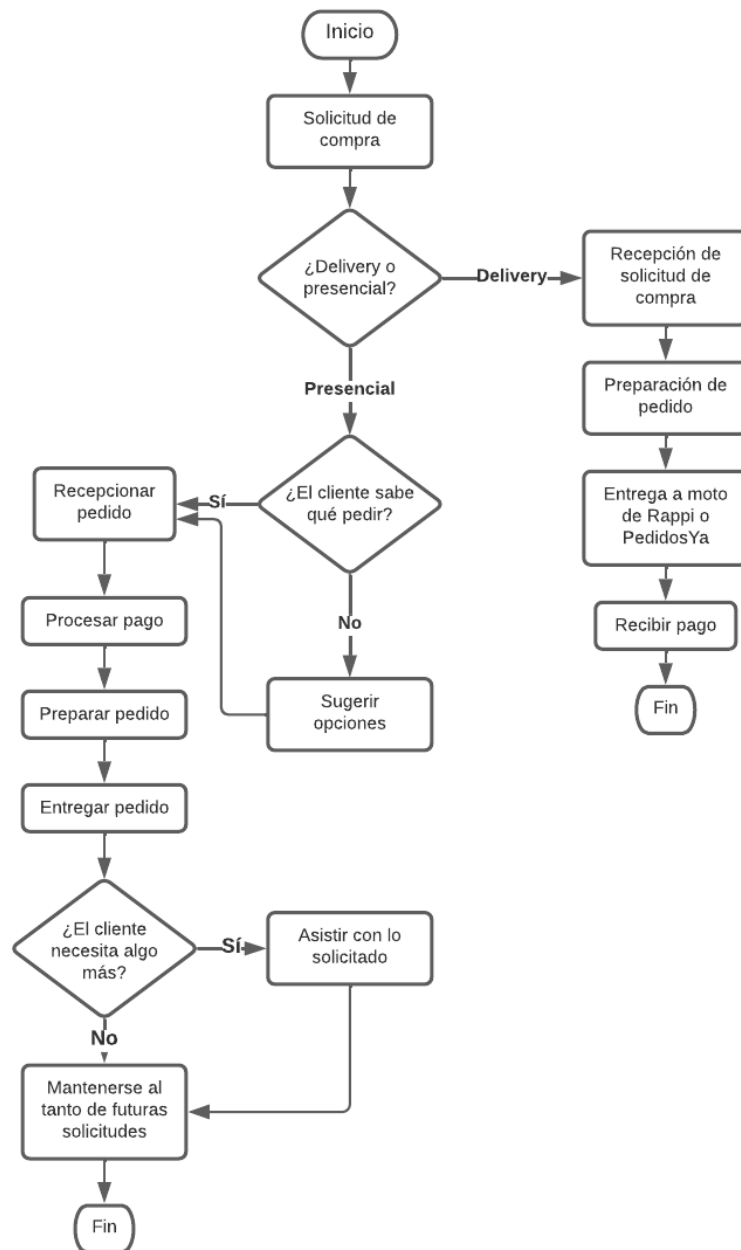 Inicio
Solicitud de
compra
¿Delivery o
presencial?
Delivery
Recepción de
solicitud de
compra
Preparación de
pedido
Entrega a moto
de Rappi o
PedidosYa
Recibir pago
Fin
Presencial
¿El cliente sabe
qué pedir?
Sí
No
Sugerir
opciones
Recepcionar
pedido
Procesar pago
Preparar pedido
Entregar pedido
¿El cliente
necesita algo
más?
Sí
Asistir con lo
solicitado
No
Mantenerse al
tanto de futuras
solicitudes
Fin